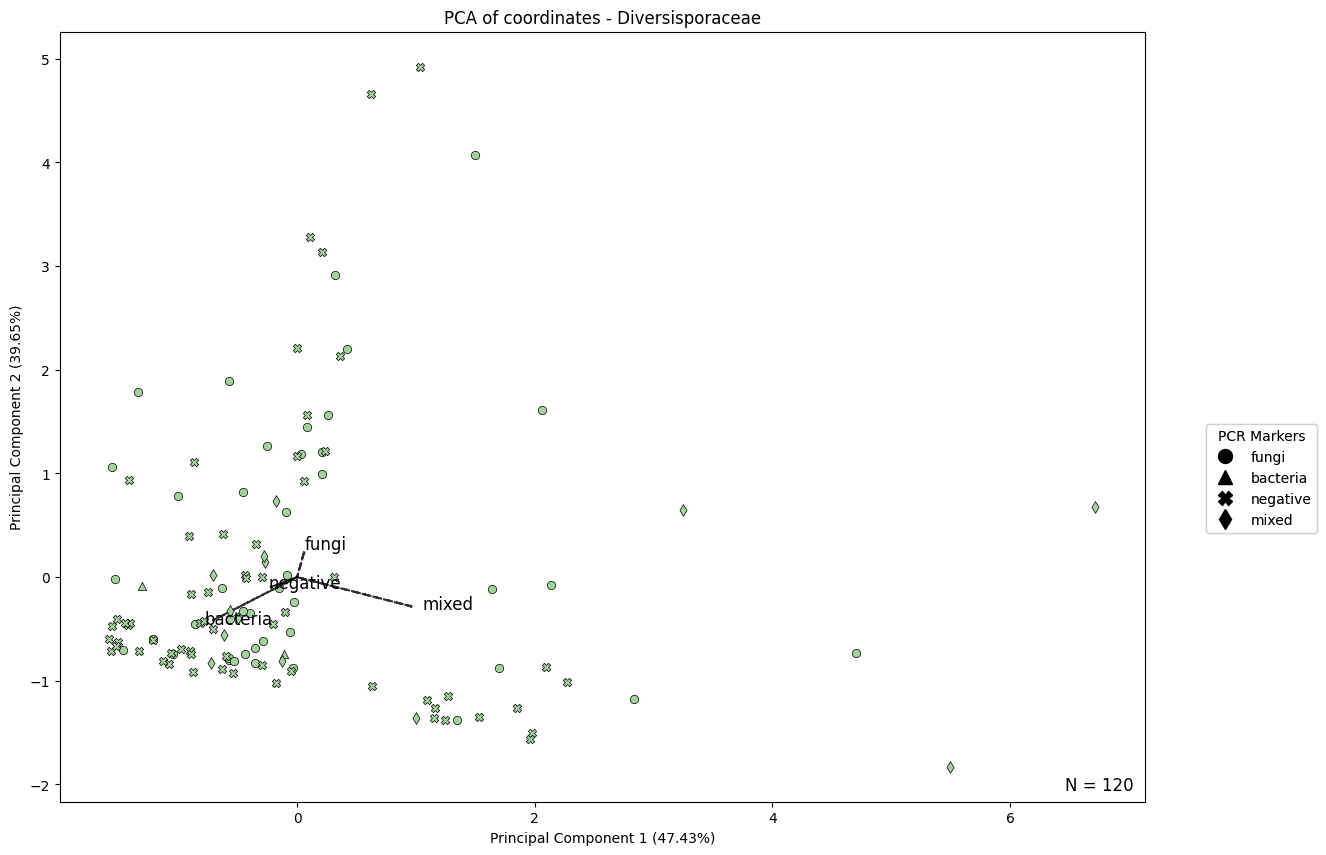 PCA of coordinates - Diversisporaceae
5
4
3
2
1
0
−1
−2
Principal Component 2 (39.65%)
fungi
negative
mixed
bacteria
N = 120
0
2
4
6
Principal Component 1 (47.43%)
PCR Markers
fungi
bacteria
negative
mixed